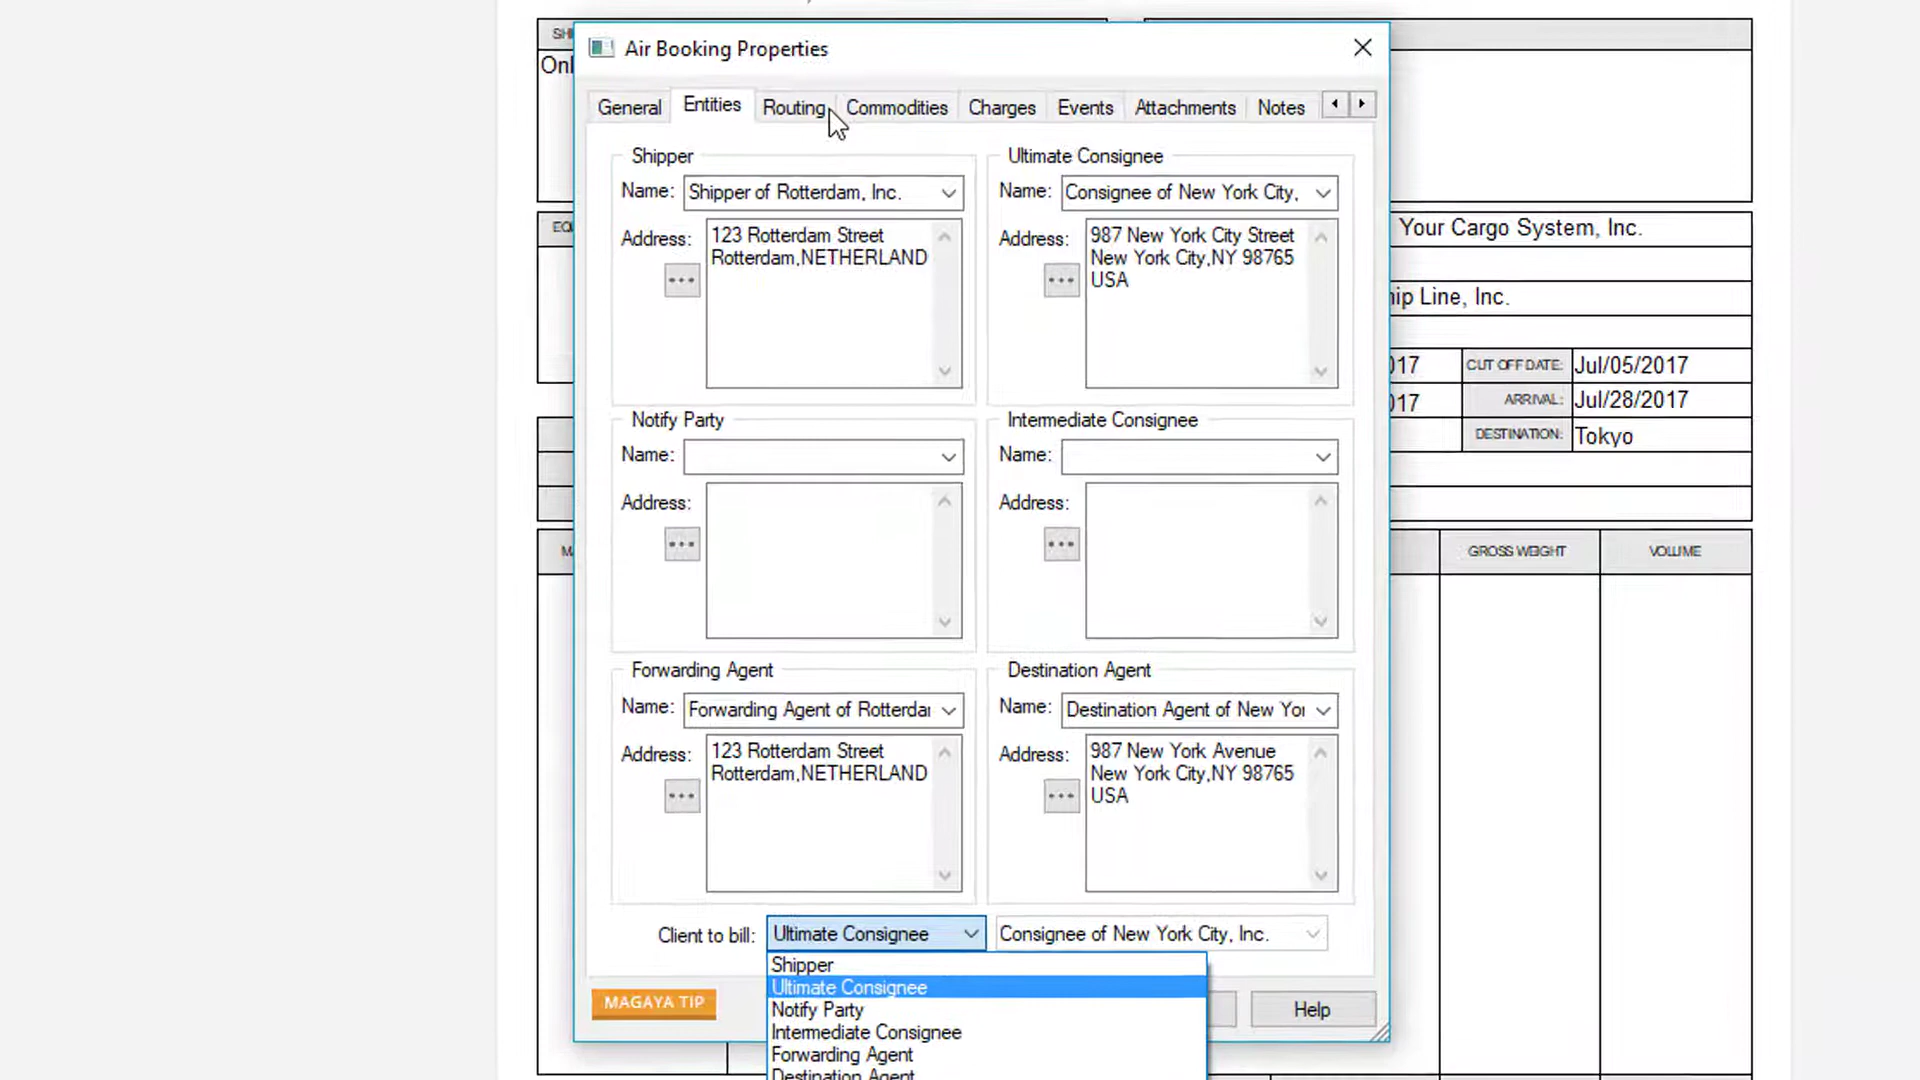 Air Booking Properties
General Entities Routing Commodities Charges Events Attachments Notes
Shipper
Name: Shipper of Rotterdam, Inc.
Address: 123 Rotterdam Street
Rotterdam,NETHERLAND
Ultimate Consignee
Name: Consignee of New York City,
Address: 987 New York City Street
New York City,NY 98765
USA
Notify Party
Name:
Address:
Intermediate Consignee
Name:
Address:
Forwarding Agent
Name: Forwarding Agent of Rotterdar
Address: 123 Rotterdam Street
Rotterdam,NETHERLAND
Destination Agent
Name: Destination Agent of New Yor
Address: 987 New York Avenue
New York City,NY 98765
USA
Client to bill: Ultimate Consignee Consignee of New York City, Inc.
Shipper
Ultimate Consignee
Notify Party
Intermediate Consignee
Forwarding Agent
Destination Agent
MAGAYA TIP
Help
Your Cargo System, Inc.
hip Line, Inc.
017 CUT OFF DATE: Jul/05/2017
017 ARRIVAL: Jul/28/2017
DESTINATION: Tokyo
GROSS WEIGHT VOLUME